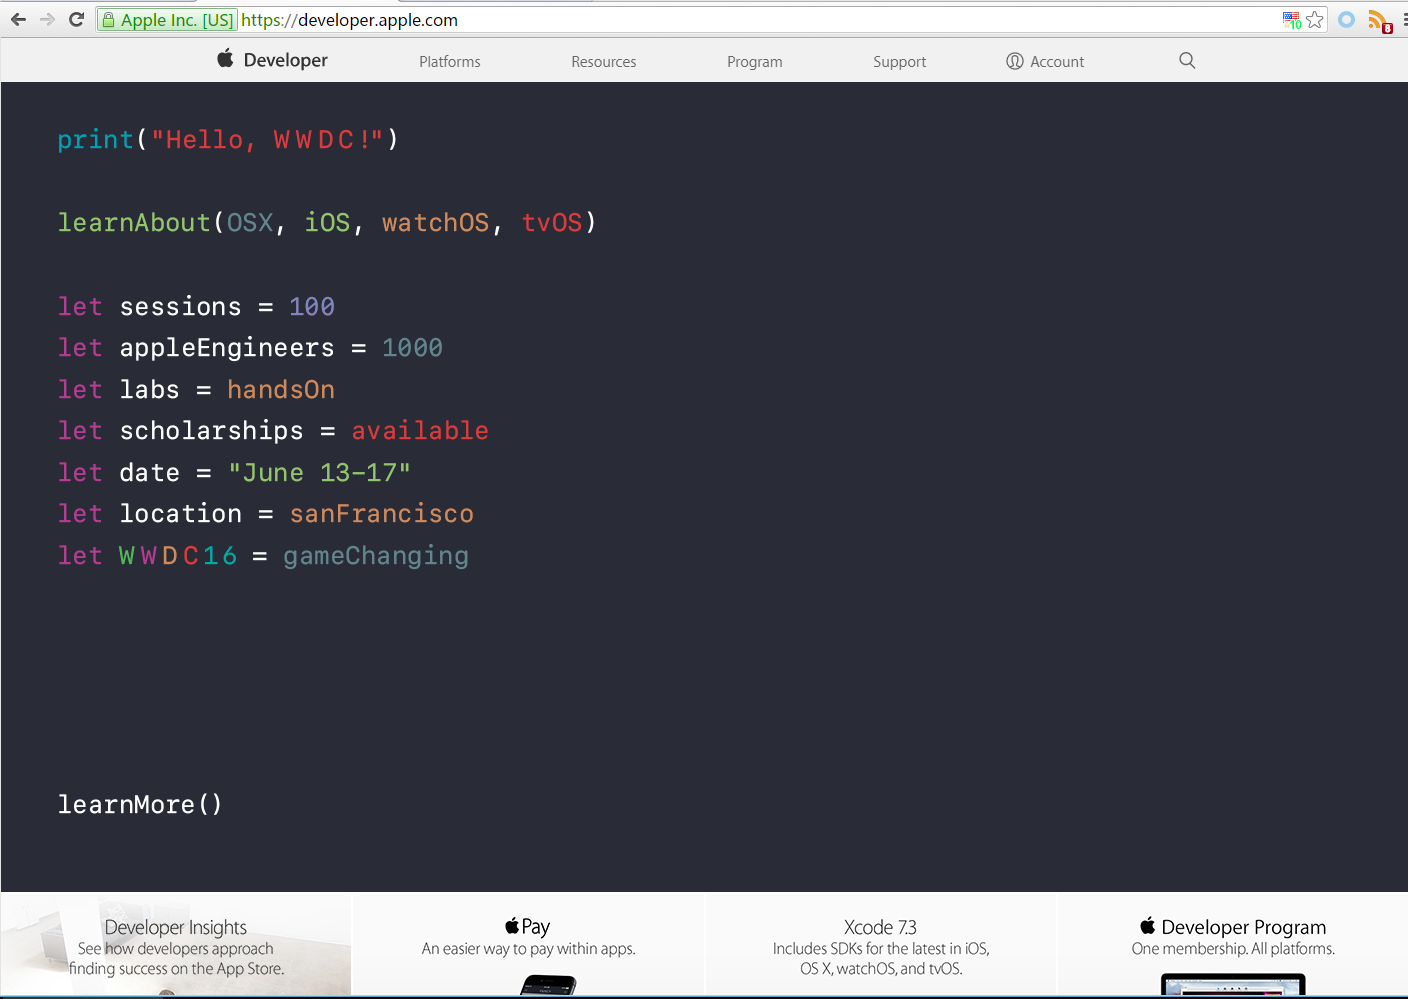 Apple Inc. [US] https://developer.apple.com
10
8
Developer Platforms Resources Program Support Account
print("Hello, WWDC!")
learnAbout(OSX, iOS, watchOS, tvOS)
let sessions = 100
let appleEngineers = 1000
let labs = handsOn
let scholarships = available
let date = "June 13-17"
let location = sanFrancisco
let WWDC16 = gameChanging
learnMore()
Developer Insights
See how developers approach
finding success on the App Store.
Pay
An easier way to pay within apps.
Xcode 7.3
Includes SDKs for the latest in iOS,
OS X, watchOS, and tvOS.
Developer Program
One membership. All platforms.